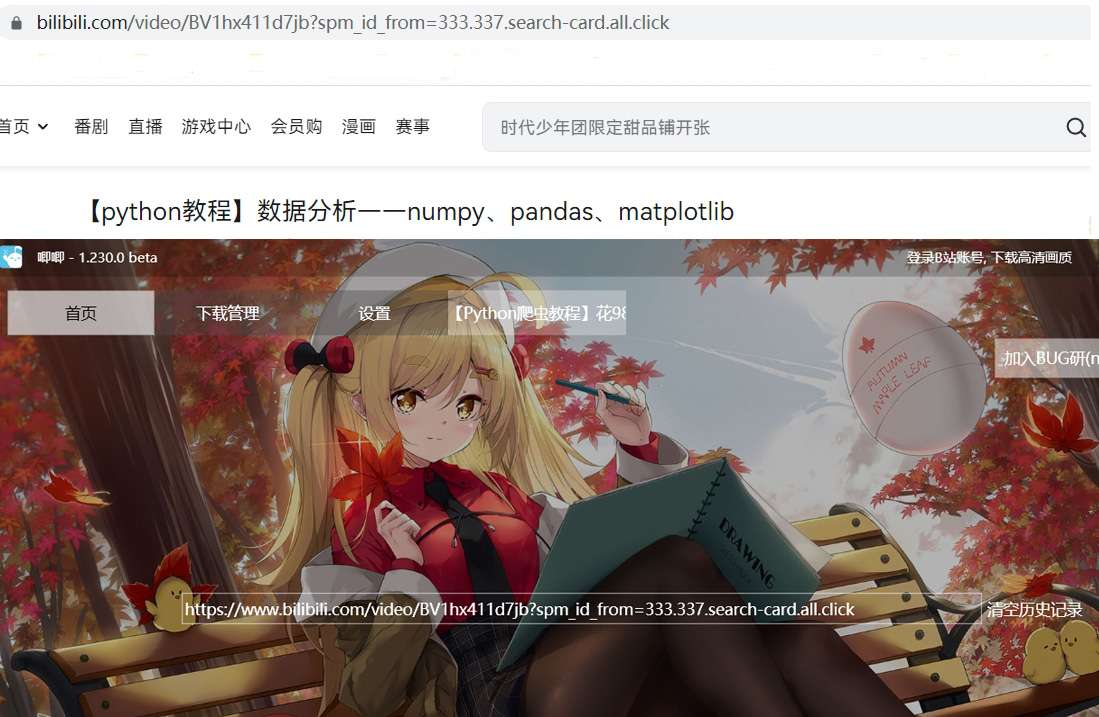 bilibili.com/video/BV1hx411d7jb?spm_id_from=333.337.search-card.all.click
首页 番剧 直播 游戏中心 会员购 漫画 赛事 时代少年团限定甜品铺开张
【python教程】数据分析——numpy、pandas、matplotlib
唧唧 - 1.230.0 beta 登录B站账号, 下载高清画质
首页 下载管理 设置 【Python爬虫教程】花98
AUTUMN
MAPLE LEAF
加入BUG研(n
DRAWING
https://www.bilibili.com/video/BV1hx411d7jb?spm_id_from=333.337.search-card.all.click 清空历史记录